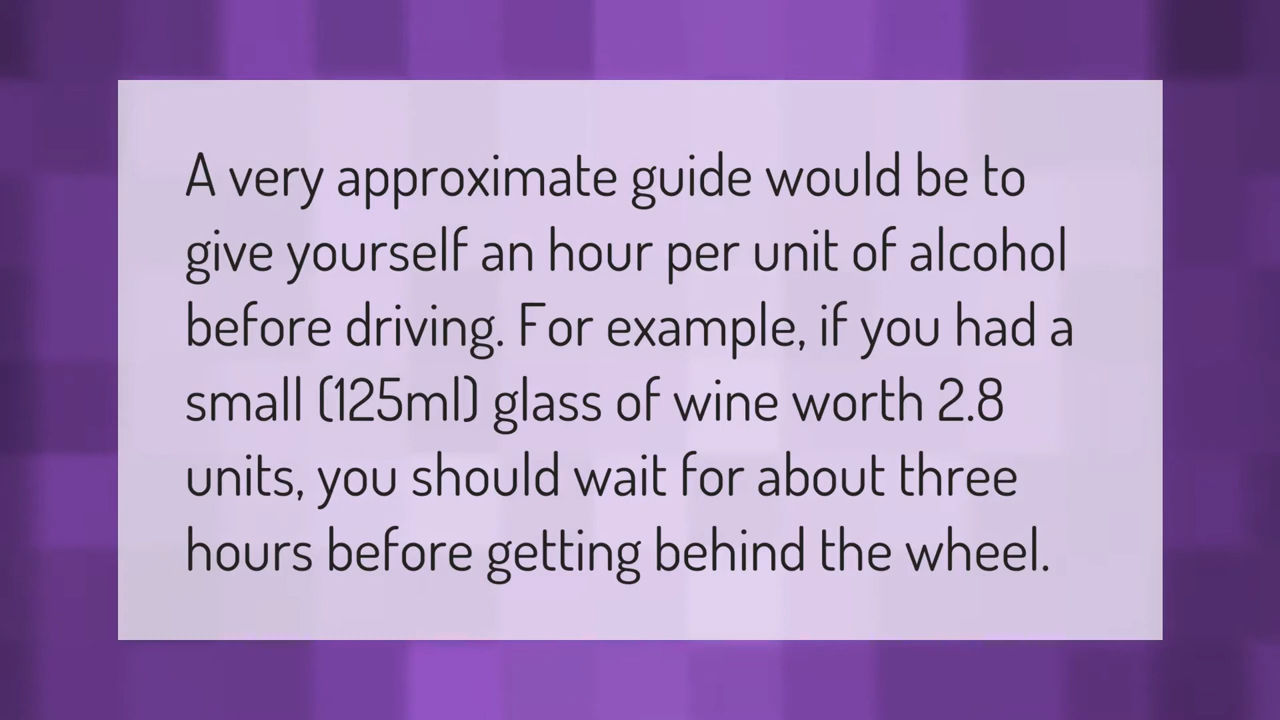 A very approximate guide would be to
give yourself an hour per unit of alcohol
before driving. For example, if you had a
small (125ml) glass of wine worth 2.8
units, you should wait for about three
hours before getting behind the wheel.